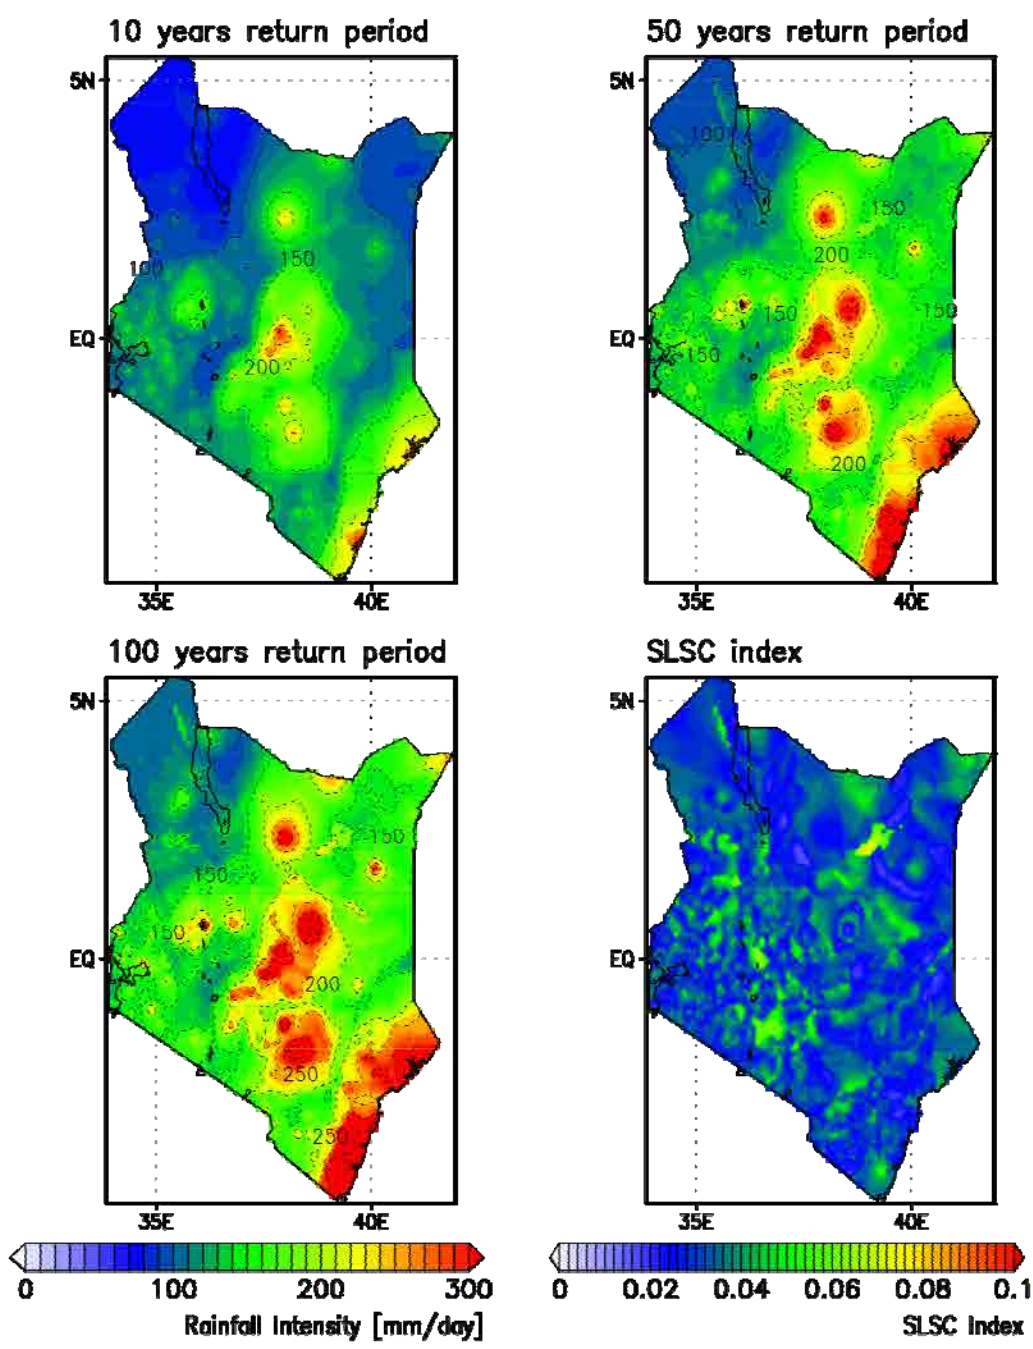 10 years return period
5N
EQ
35E
40E
100
150
200
50 years return period
5N
EQ
35E
40E
100
150
200
150
150
150
200
100 years return period
5N
EQ
35E
40E
150
150
150
200
250
250
SLSC index
5N
EQ
35E
40E
0
100
200
300
Rainfall Intensity [mm/day]
0
0.02
0.04
0.06
0.08
0.1
SLSC Index